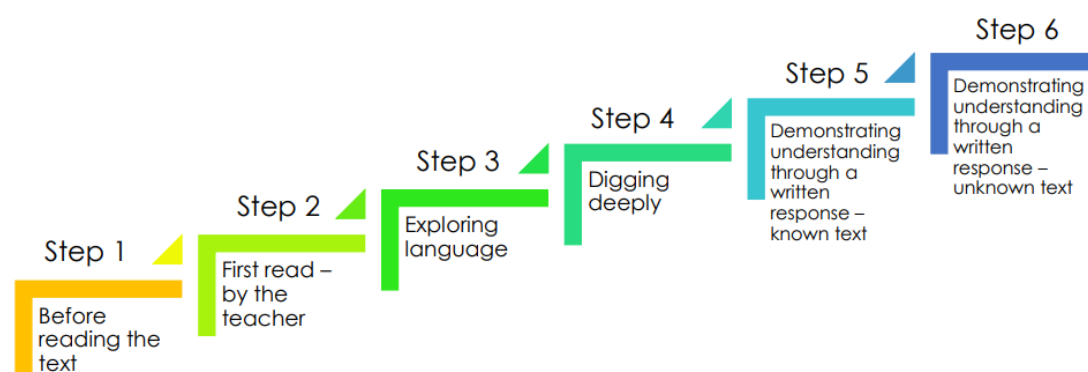 Step 1
Before
reading the
text
Step 2
First read –
by the
teacher
Step 3
Exploring
language
Step 4
Digging
deeply
Step 5
Demonstrating
understanding
through a
written
response –
known text
Step 6
Demonstrating
understanding
through a
written
response –
unknown text